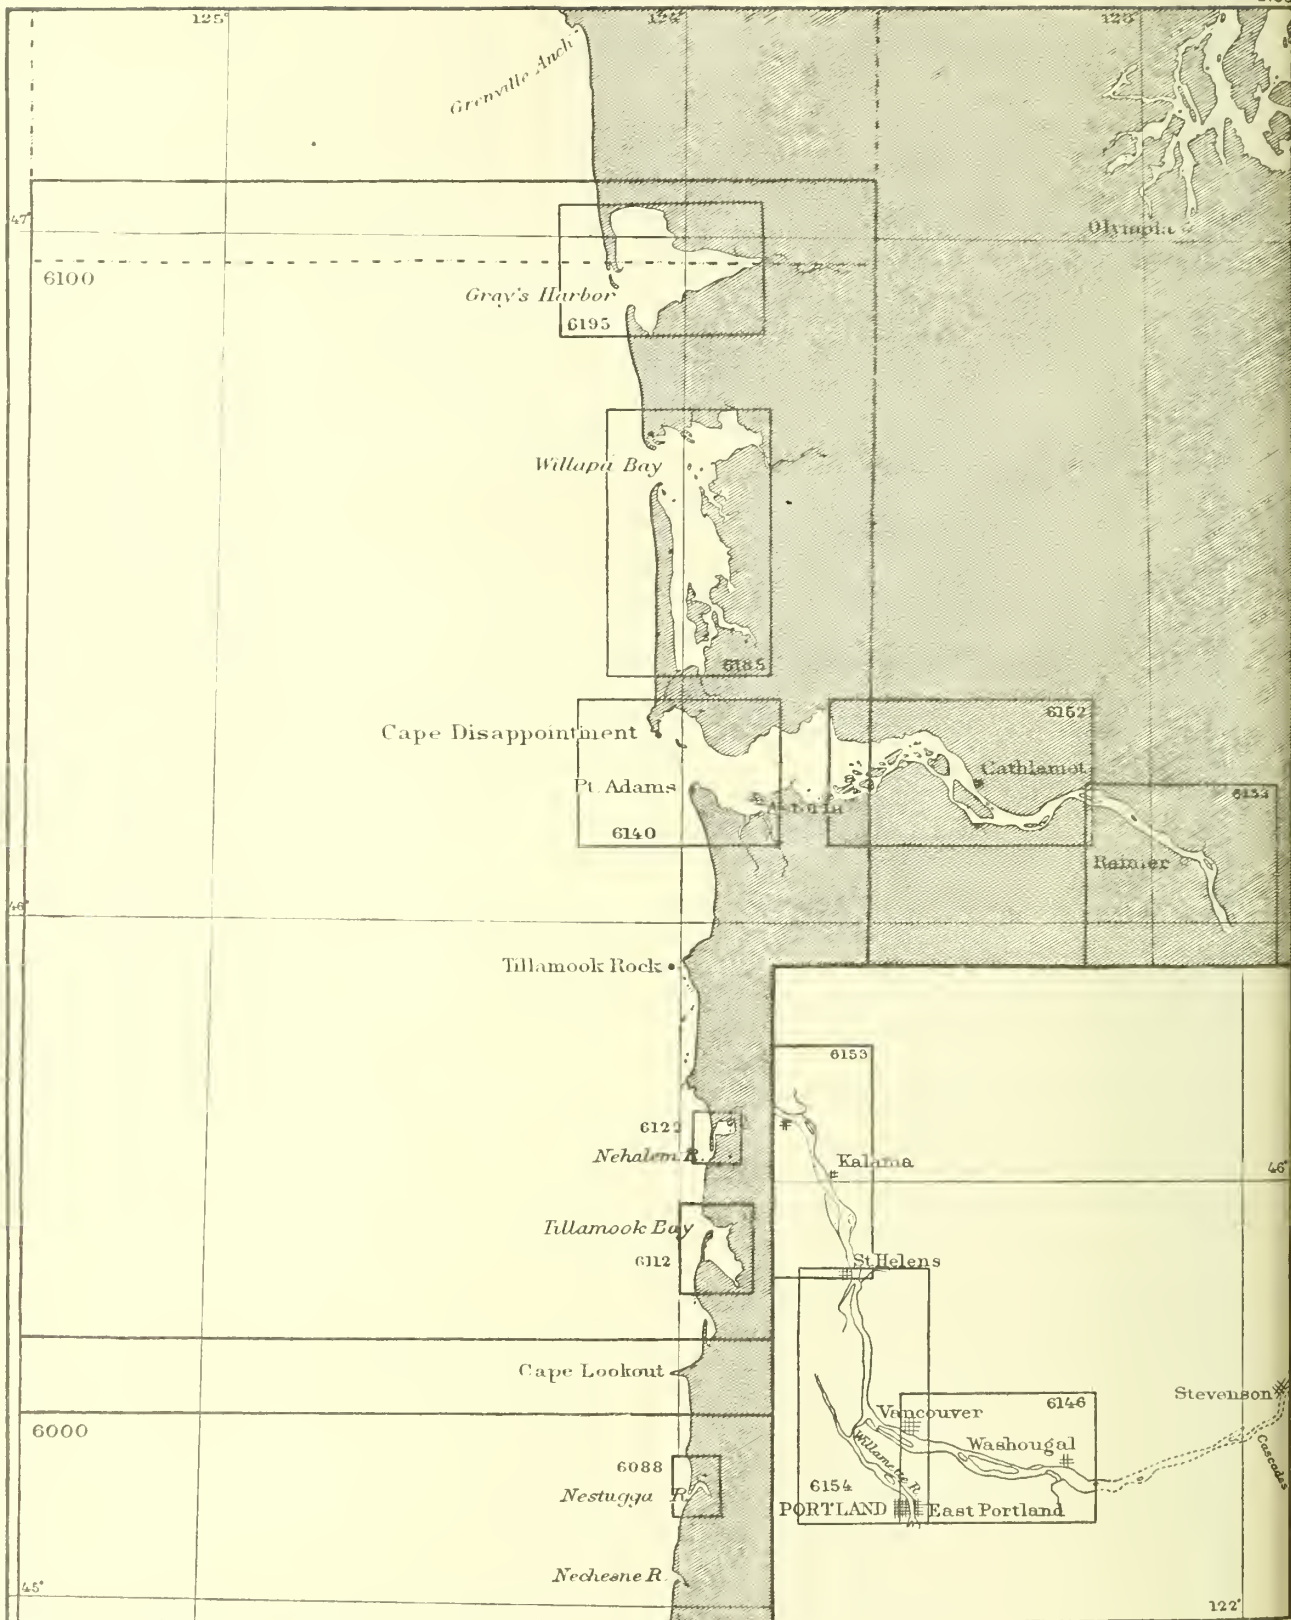 125°
123°
Grenville Anch
47°
Olympia
6100
Gray's Harbor
6195
Willapa Bay
6185
6152
Cape Disappointment
Cathlamet
Pt. Adams
Astoria
6153
6140
Rainier
46°
Tillamook Rock
6153
6122
Nehalem R.
Kalama
46°
Tillamook Bay
6112
St. Helens
Cape Lookout
Stevenson
6146
Vancouver
6000
Washougal
Cascades
Willamette R.
6088
6154
Nestugga R.
PORTLAND
East Portland
Nechesne R.
45°
122°